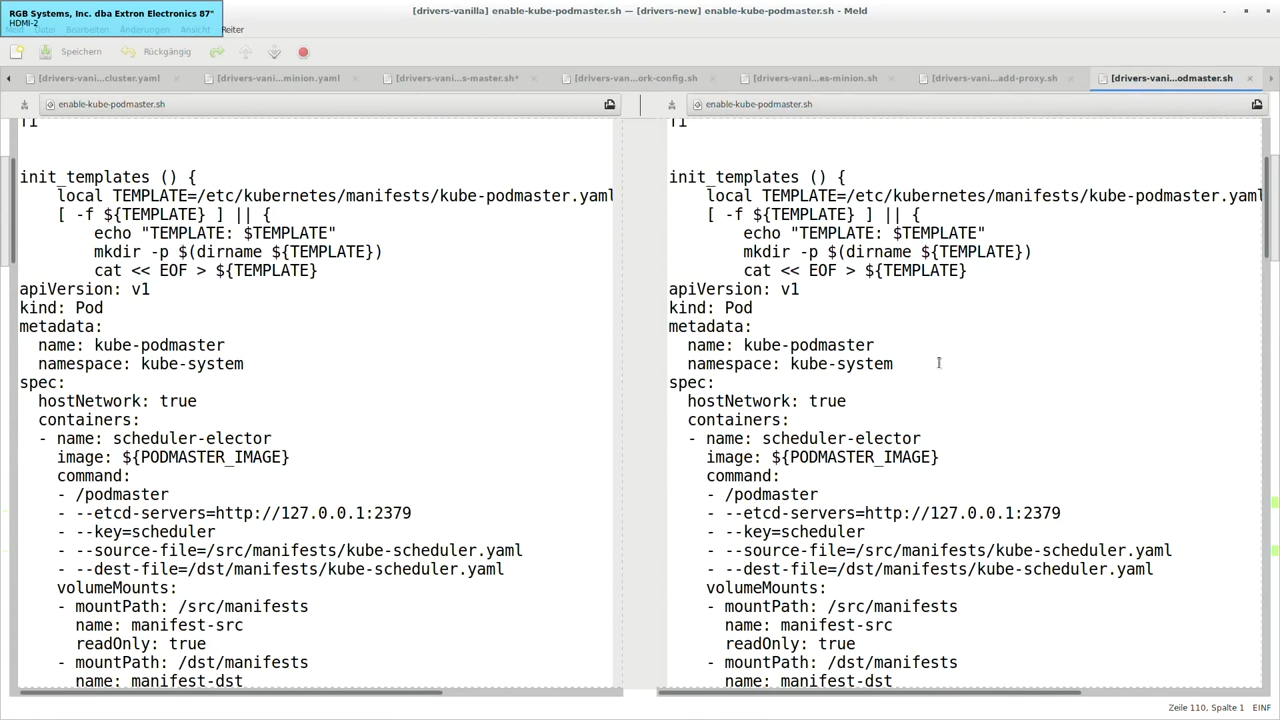 RGB Systems, Inc. dba Extron Electronics 87"
HDMI-2
[drivers-vanilla] enable-kube-podmaster.sh — [drivers-new] enable-kube-podmaster.sh - Meld
Meld Datei Bearbeiten Änderungen Ansicht Reiter
Speichern Rückgängig
[drivers-vani...cluster.yaml [drivers-vani...minion.yaml [drivers-vani...s-master.sh* [drivers-van...ork-config.sh [drivers-vani...es-minion.sh [drivers-vani...add-proxy.sh [drivers-vani...odmaster.sh
enable-kube-podmaster.sh
fi
init_templates () {
local TEMPLATE=/etc/kubernetes/manifests/kube-podmaster.yaml
[ -f ${TEMPLATE} ] || {
echo "TEMPLATE: $TEMPLATE"
mkdir -p $(dirname ${TEMPLATE})
cat << EOF > ${TEMPLATE}
apiVersion: v1
kind: Pod
metadata:
name: kube-podmaster
namespace: kube-system
spec:
hostNetwork: true
containers:
- name: scheduler-elector
image: ${PODMASTER_IMAGE}
command:
- /podmaster
- --etcd-servers=http://127.0.0.1:2379
- --key=scheduler
- --source-file=/src/manifests/kube-scheduler.yaml
- --dest-file=/dst/manifests/kube-scheduler.yaml
volumeMounts:
- mountPath: /src/manifests
name: manifest-src
readOnly: true
- mountPath: /dst/manifests
name: manifest-dst
enable-kube-podmaster.sh
fi
init_templates () {
local TEMPLATE=/etc/kubernetes/manifests/kube-podmaster.yaml
[ -f ${TEMPLATE} ] || {
echo "TEMPLATE: $TEMPLATE"
mkdir -p $(dirname ${TEMPLATE})
cat << EOF > ${TEMPLATE}
apiVersion: v1
kind: Pod
metadata:
name: kube-podmaster
namespace: kube-system
spec:
hostNetwork: true
containers:
- name: scheduler-elector
image: ${PODMASTER_IMAGE}
command:
- /podmaster
- --etcd-servers=http://127.0.0.1:2379
- --key=scheduler
- --source-file=/src/manifests/kube-scheduler.yaml
- --dest-file=/dst/manifests/kube-scheduler.yaml
volumeMounts:
- mountPath: /src/manifests
name: manifest-src
readOnly: true
- mountPath: /dst/manifests
name: manifest-dst
Zeile 110, Spalte 1 EINF